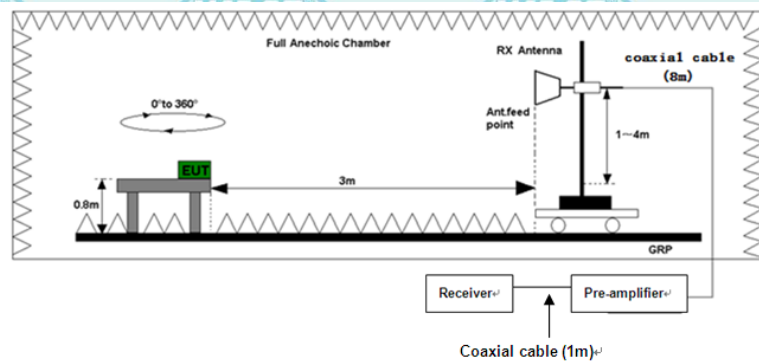 Full Anechoic Chamber
RX Antenna
coaxial cable
(8m)
0°to 360°
Ant.feed
point
1～4m
EUT
3m
0.8m
GRP
Receiver↵
Pre-amplifier↵
Coaxial cable (1m)↵